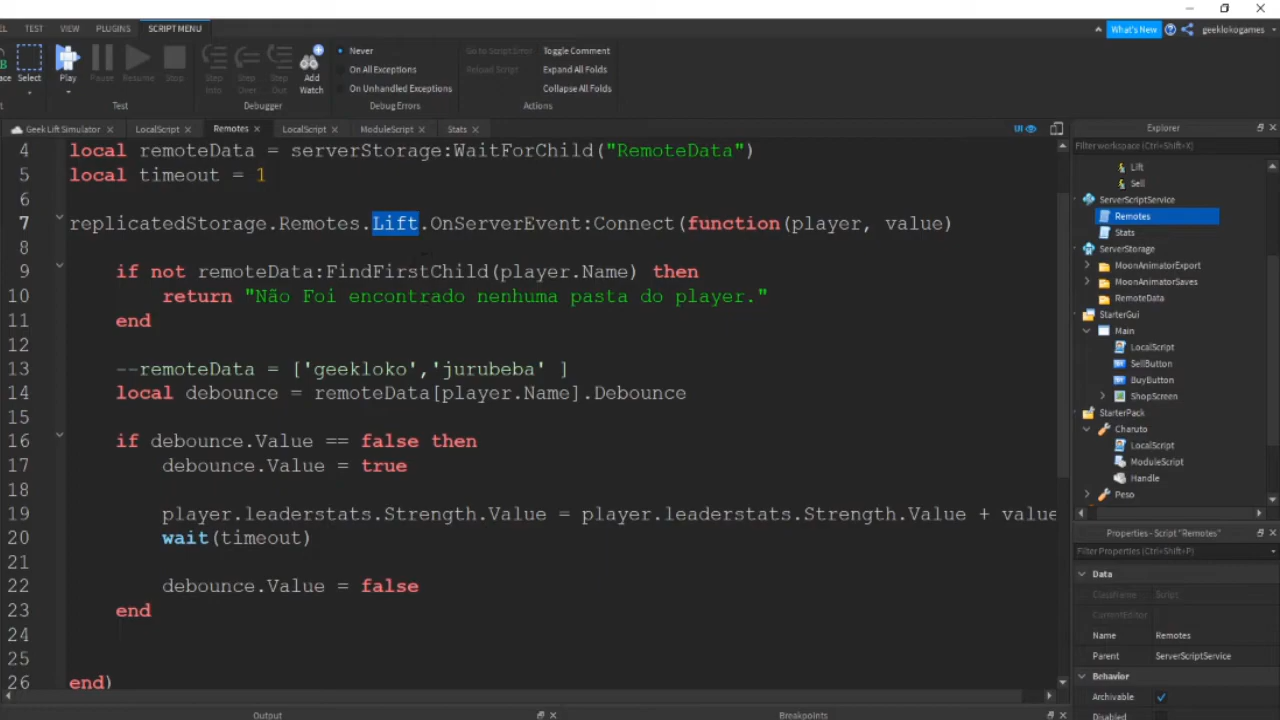 TEST VIEW PLUGINS SCRIPT MENU
What's New geeklokogames
Select Play Pause Resume Stop
Test
Step Into Step Over Step Out Add Watch
Debugger
Never
On All Exceptions
On Unhandled Exceptions
Debug Errors
Go to Script Error Toggle Comment
Reload Script Expand All Folds
Collapse All Folds
Actions
Geek Lift Simulator LocalScript Remotes LocalScript ModuleScript Stats
UI
4 local remoteData = serverStorage:WaitForChild("RemoteData")
5 local timeout = 1
6
7 replicatedStorage.Remotes.Lift.OnServerEvent:Connect(function(player, value)
8
9 if not remoteData:FindFirstChild(player.Name) then
10 return "Não Foi encontrado nenhuma pasta do player."
11 end
12
13 --remoteData = ['geekloko','jurubeba' ]
14 local debounce = remoteData[player.Name].Debounce
15
16 if debounce.Value == false then
17 debounce.Value = true
18
19 player.leaderstats.Strength.Value = player.leaderstats.Strength.Value + value
20 wait(timeout)
21
22 debounce.Value = false
23 end
24
25
26 end)
Output
Breakpoints
Explorer
Filter workspace (Ctrl+Shift+X)
Lift
Sell
ServerScriptService
Remotes
Stats
ServerStorage
MoonAnimatorExport
MoonAnimatorSaves
RemoteData
StarterGui
Main
LocalScript
SellButton
BuyButton
ShopScreen
StarterPack
Charuto
LocalScript
ModuleScript
Handle
Peso
Properties - Script "Remotes"
Filter Properties (Ctrl+Shift+P)
Data
ClassName Script
CurrentEditor
Name Remotes
Parent ServerScriptService
Behavior
Archivable
Disabled